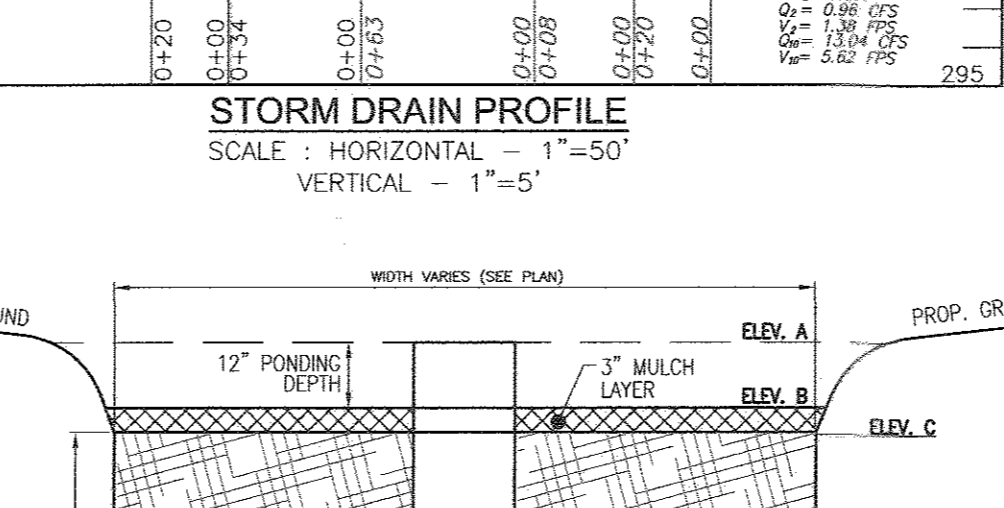 Q2= 0.96 CFS
V2= 1.38 FPS
Q10= 13.04 CFS
V10= 5.62 FPS
0+20
0+00
0+34
0+00
0+63
0+00
0+08
0+00
0+20
0+00
295
STORM DRAIN PROFILE
SCALE : HORIZONTAL - 1"=50'
VERTICAL - 1"=5'
WIDTH VARIES (SEE PLAN)
UND
PROP. GR
ELEV. A
12" PONDING
DEPTH
3" MULCH
LAYER
ELEV. B
ELEV. C